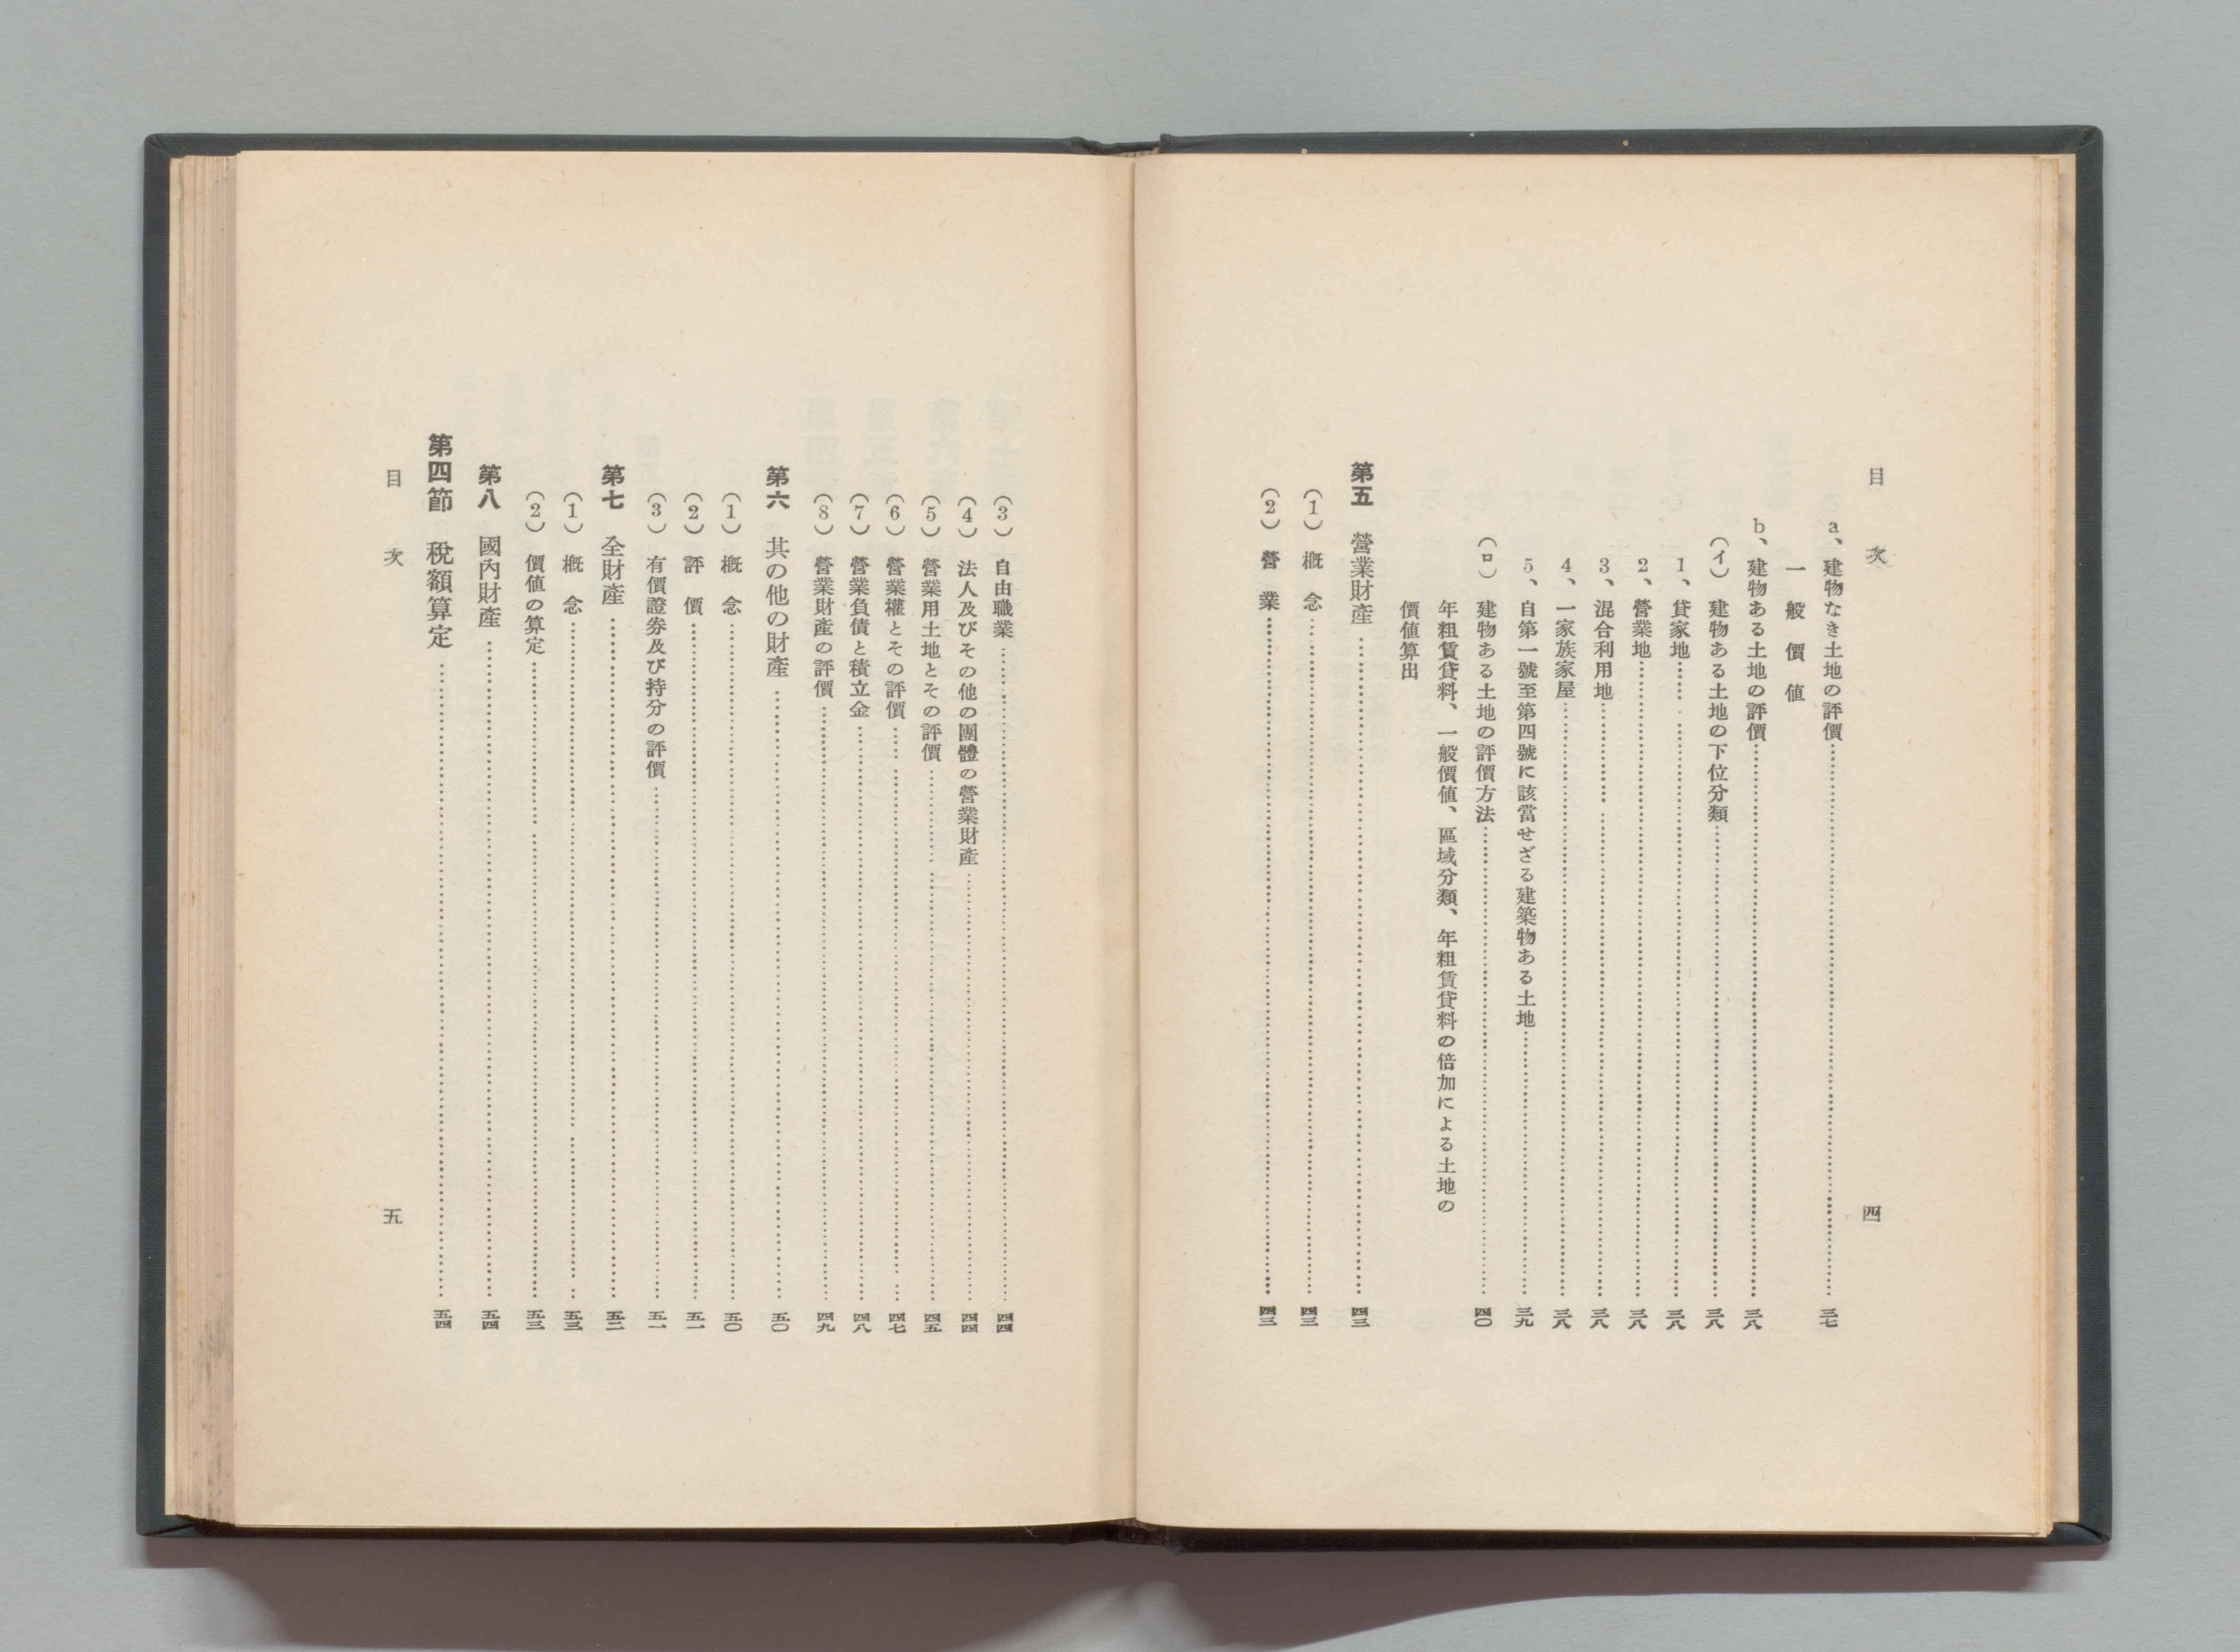 目次
四
a、建物なき土地の評價……三七
一般價値
b、建物ある土地の評價……三八
(イ) 建物ある土地の下位分類……三八
1、貸家地……三八
2、營業地……三八
3、混合利用地……三八
4、一家族家屋……三八
5、自第一號至第四號に該當せざる建築物ある土地……三九
(ロ) 建物ある土地の評價方法……四〇
年粗賃貸料、一般價値、區域分類、年粗賃貸料の倍加による土地の
價値算出
第五 營業財產……四三
(1) 概念……四三
(2) 營業……四三
(3) 自由職業……四四
(4) 法人及びその他の團體の營業財產……四四
(5) 營業用土地とその評價……四五
(6) 營業權とその評價……四七
(7) 營業負債と積立金……四八
(8) 營業財產の評價……四九
第六 其の他の財產……五〇
(1) 概念……五〇
(2) 評價……五一
(3) 有價證券及び持分の評價……五一
第七 全財產……五二
(1) 概念……五三
(2) 價値の算定……五三
第八 國內財產……五四
第四節 稅額算定……五四
目次
五